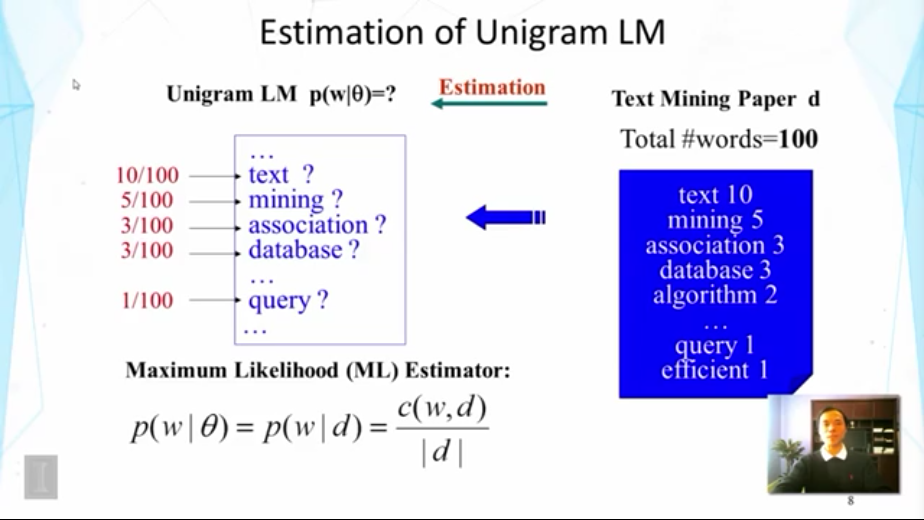 Estimation of Unigram LM
Unigram LM p(w|θ)=?
Estimation
Text Mining Paper d
Total #words=100
...
10/100 text ?
5/100 mining ?
3/100 association ?
3/100 database ?
...
1/100 query ?
...
text 10
mining 5
association 3
database 3
algorithm 2
...
query 1
efficient 1
Maximum Likelihood (ML) Estimator:
p(w|θ) = p(w|d) = c(w,d) / |d|
I
8